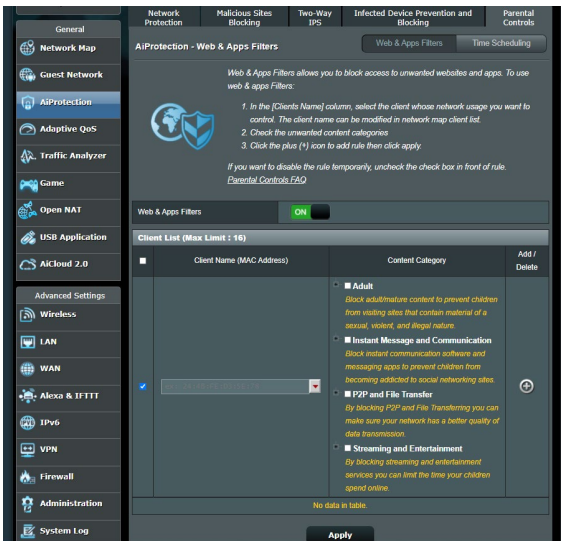 Network Protection
Malicious Sites Blocking
Two-Way IPS
Infected Device Prevention and Blocking
Parental Controls
General
Network Map
Guest Network
AiProtection
Adaptive QoS
Traffic Analyzer
Game
Open NAT
USB Application
AiCloud 2.0
Advanced Settings
Wireless
LAN
WAN
Alexa & IFTTT
IPv6
VPN
Firewall
Administration
System Log
AiProtection - Web & Apps Filters
Web & Apps Filters
Time Scheduling
Web & Apps Filters allows you to block access to unwanted websites and apps. To use
web & apps Filters:
1. In the [Clients Name] column, select the client whose network usage you want to
control. The client name can be modified in network map client list.
2. Check the unwanted content categories
3. Click the plus (+) icon to add rule then click apply.
If you want to disable the rule temporarily, uncheck the check box in front of rule.
Parental Controls FAQ
Web & Apps Filters
ON
Client List (Max Limit : 16)
Client Name (MAC Address)
Content Category
Add /
Delete
Adult
Block adult/mature content to prevent children
from visiting sites that contain material of a
sexual, violent, and illegal nature.
Instant Message and Communication
Block instant communication software and
messaging apps to prevent children from
becoming addicted to social networking sites.
P2P and File Transfer
By blocking P2P and File Transferring you can
make sure your network has a better quality of
data transmission.
Streaming and Entertainment
By blocking streaming and entertainment
services you can limit the time your children
spend online.
No data in table.
Apply